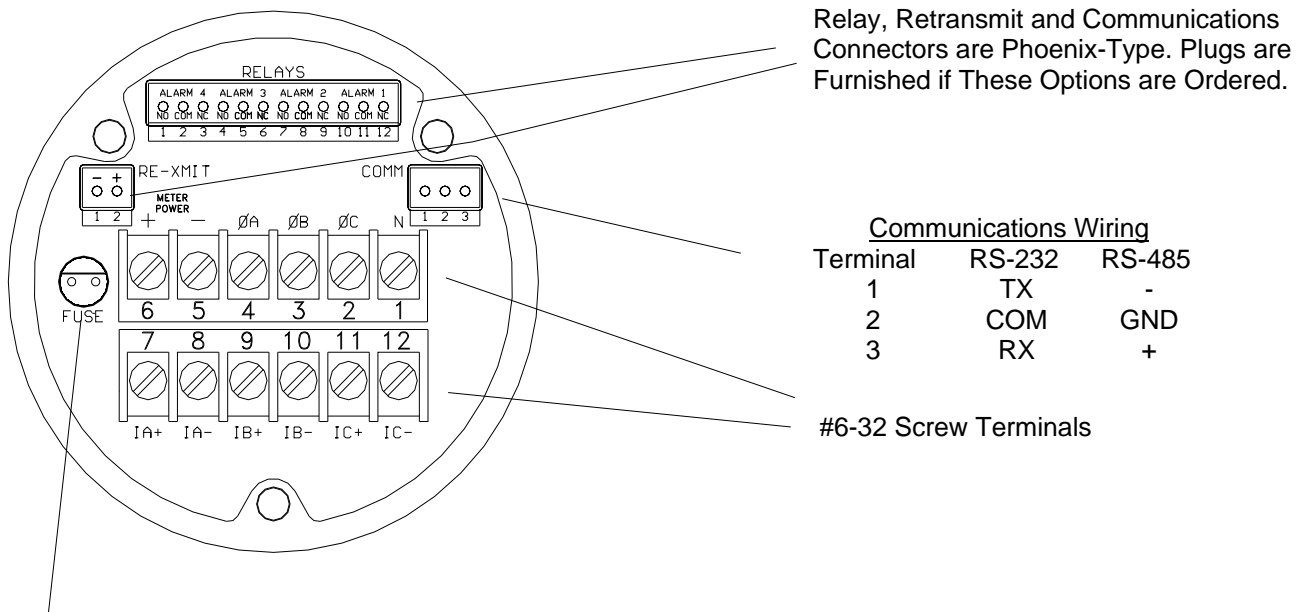 Relay, Retransmit and Communications
Connectors are Phoenix-Type. Plugs are
Furnished if These Options are Ordered.
RELAYS
ALARM 4 ALARM 3 ALARM 2 ALARM 1
NO COM NC NO COM NC NO COM NC NO COM NC
1 2 3 4 5 6 7 8 9 10 11 12
- +
RE-XMIT
1 2
COMM
1 2 3
METER
POWER
+ - ØA ØB ØC N
6 5 4 3 2 1
FUSE
7 8 9 10 11 12
IA+ IA- IB+ IB- IC+ IC-
Communications Wiring
Terminal RS-232 RS-485
1 TX -
2 COM GND
3 RX +
#6-32 Screw Terminals